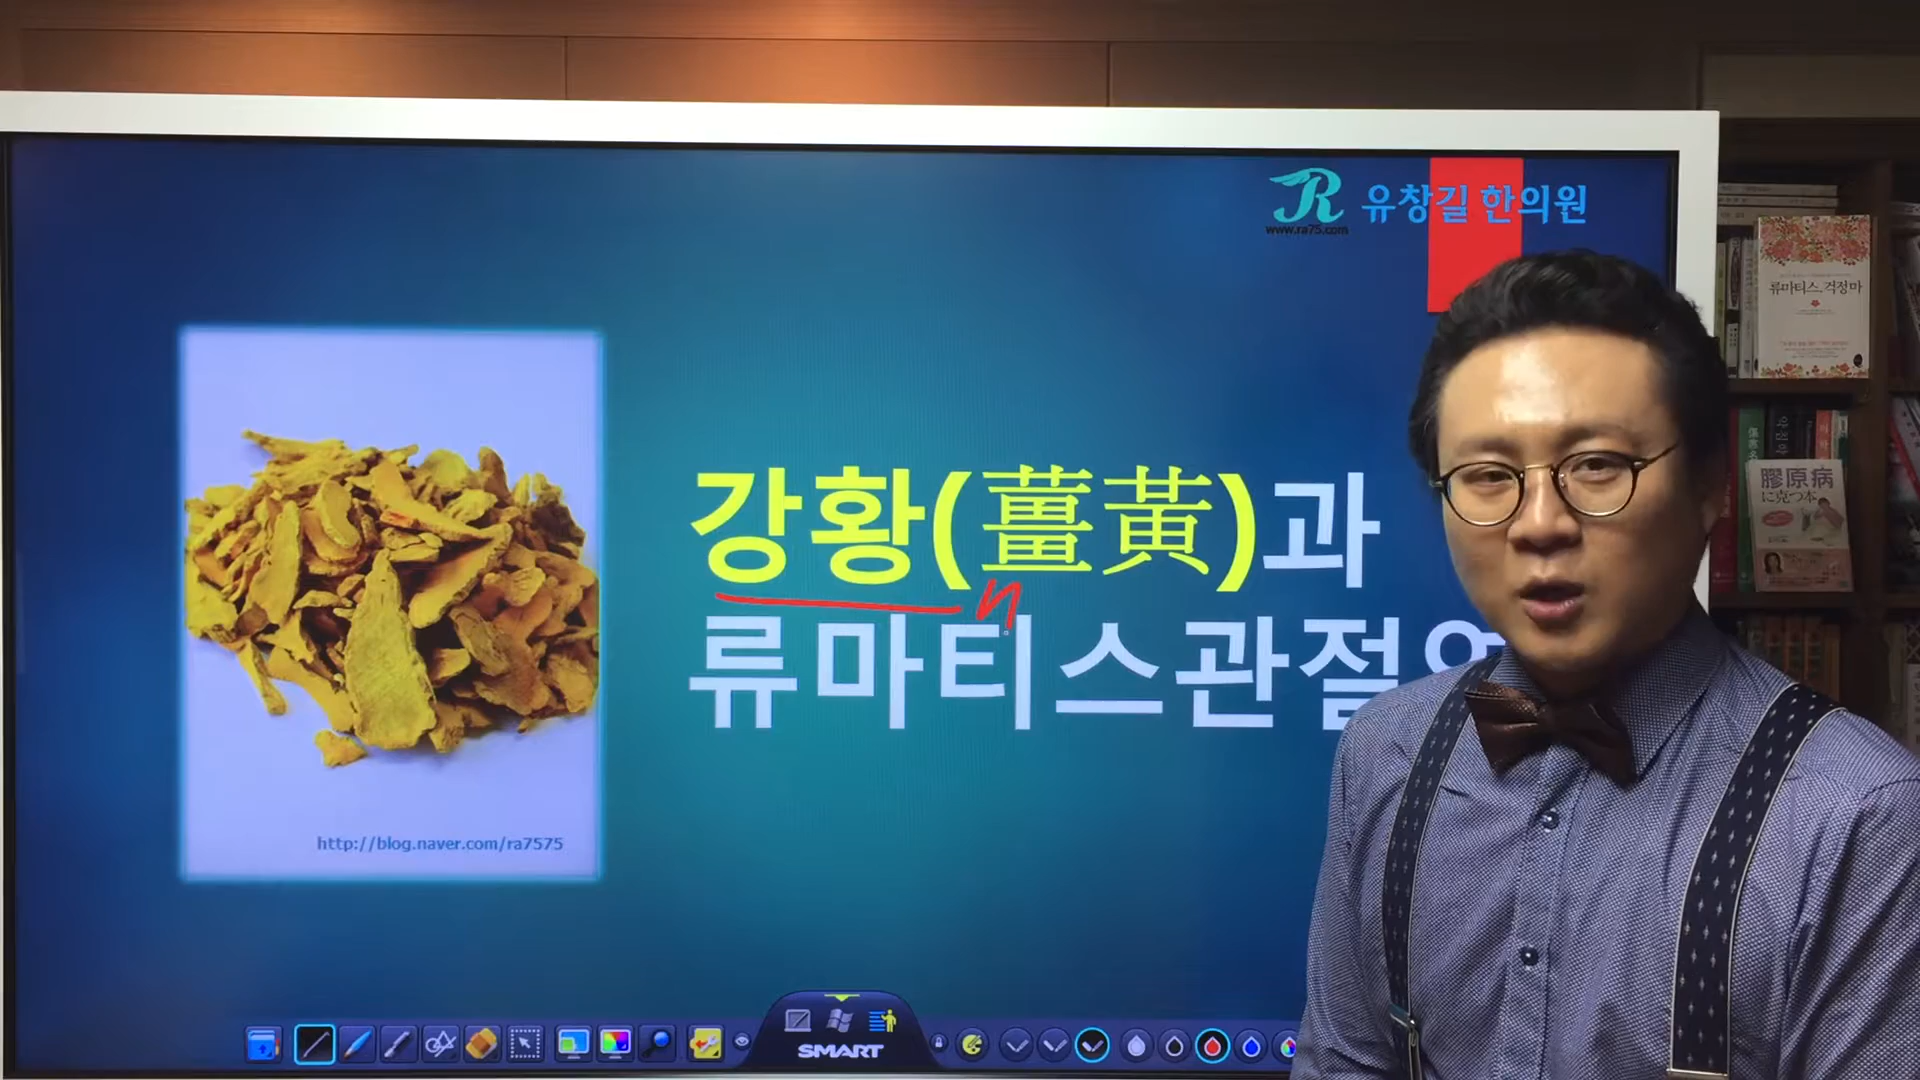 유창길 한의원
www.ra75.com
강황(薑黃)과
류마티스관절
http://blog.naver.com/ra7575
SMART
류마티스, 걱정마
膠原病
に克つ本